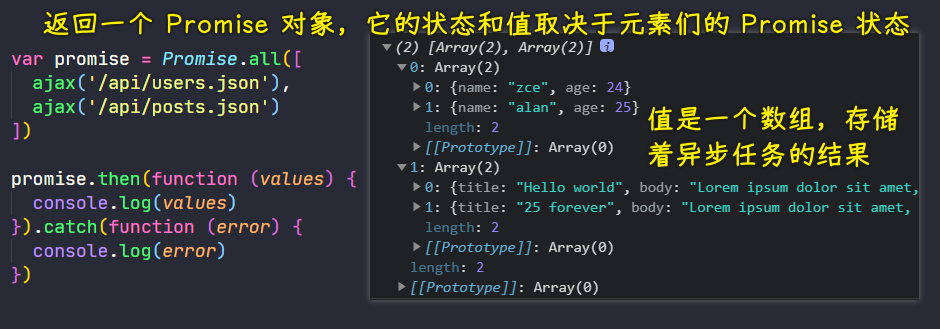 返回一个 Promise 对象，它的状态和值取决于元素们的 Promise 状态
var promise = Promise.all([
  ajax('/api/users.json'),
  ajax('/api/posts.json')
])
promise.then(function (values) {
  console.log(values)
}).catch(function (error) {
  console.log(error)
})
▼(2) [Array(2), Array(2)] i
▼0: Array(2)
▶0: {name: "zce", age: 24}
▶1: {name: "alan", age: 25}
length: 2
▶[[Prototype]]: Array(0)
▼1: Array(2)
▶0: {title: "Hello world", body: "Lorem ipsum dolor sit amet,
▶1: {title: "25 forever", body: "Lorem ipsum dolor sit amet,
length: 2
▶[[Prototype]]: Array(0)
length: 2
▶[[Prototype]]: Array(0)
值是一个数组，存储
着异步任务的结果